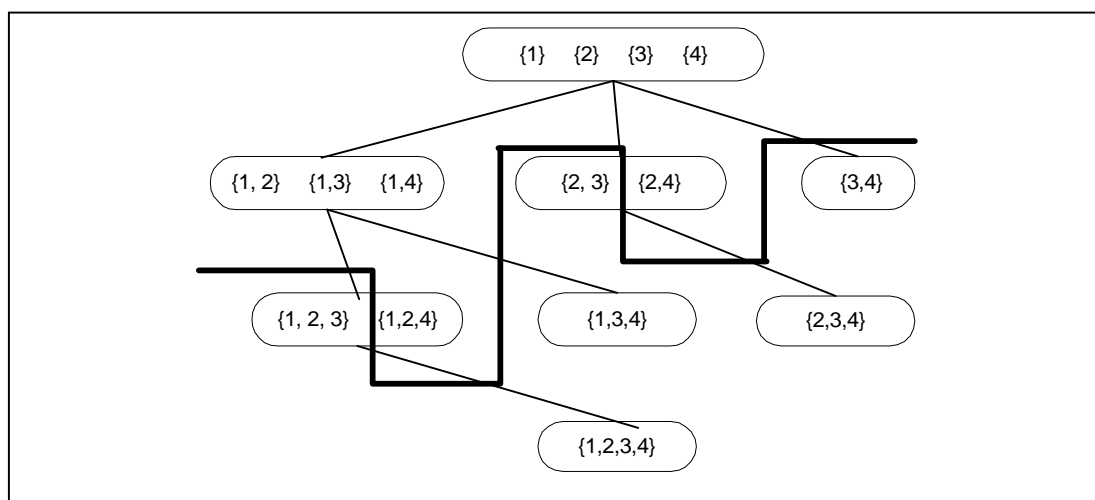 {1} {2} {3} {4}
{1, 2} {1,3} {1,4} {2, 3} {2,4} {3,4}
{1, 2, 3} {1,2,4} {1,3,4} {2,3,4}
{1,2,3,4}